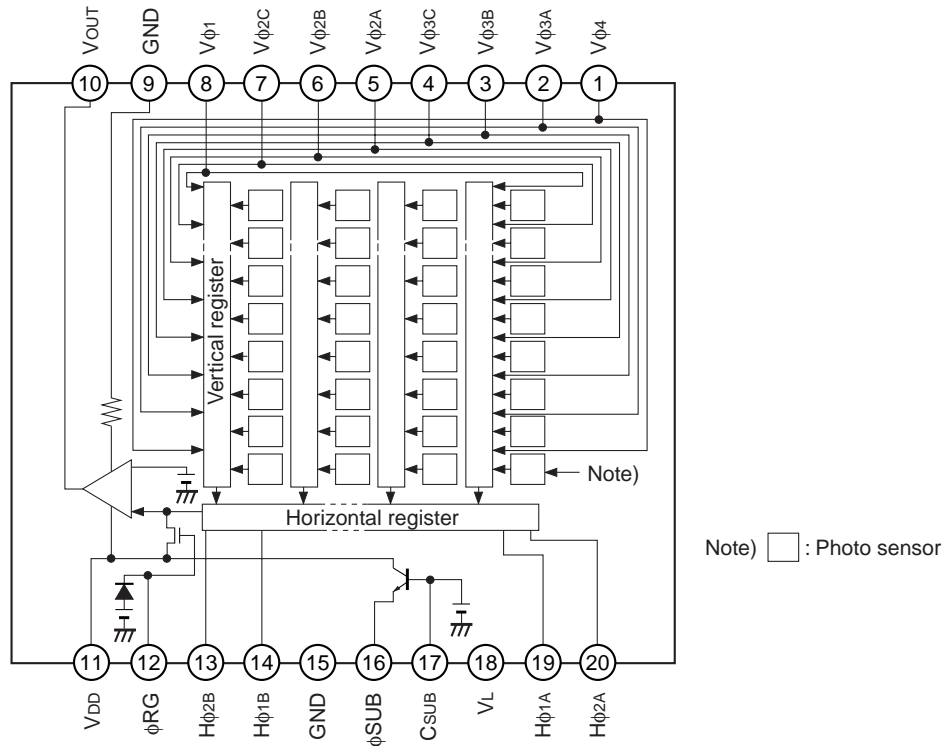 VOUT
GND
Vϕ1
Vϕ2C
Vϕ2B
Vϕ2A
Vϕ3C
Vϕ3B
Vϕ3A
Vϕ4
10
9
8
7
6
5
4
3
2
1
Vertical register
Note)
Horizontal register
Note) : Photo sensor
11
12
13
14
15
16
17
18
19
20
VDD
ϕRG
Hϕ2B
Hϕ1B
GND
ϕSUB
CSUB
VL
Hϕ1A
Hϕ2A